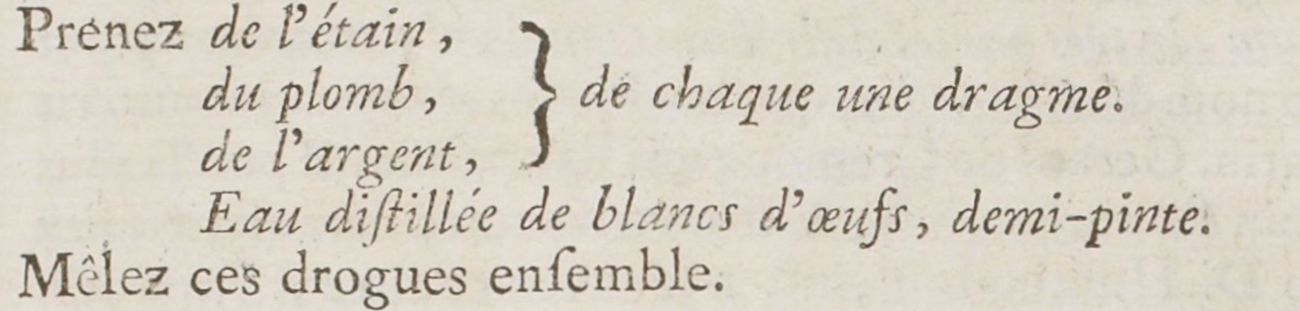 Prenez de l'étain,
du plomb, } de chaque une dragme.
de l'argent,
Eau diſtillée de blancs d'œufs, demi-pinte.
Mêlez ces drogues enſemble.